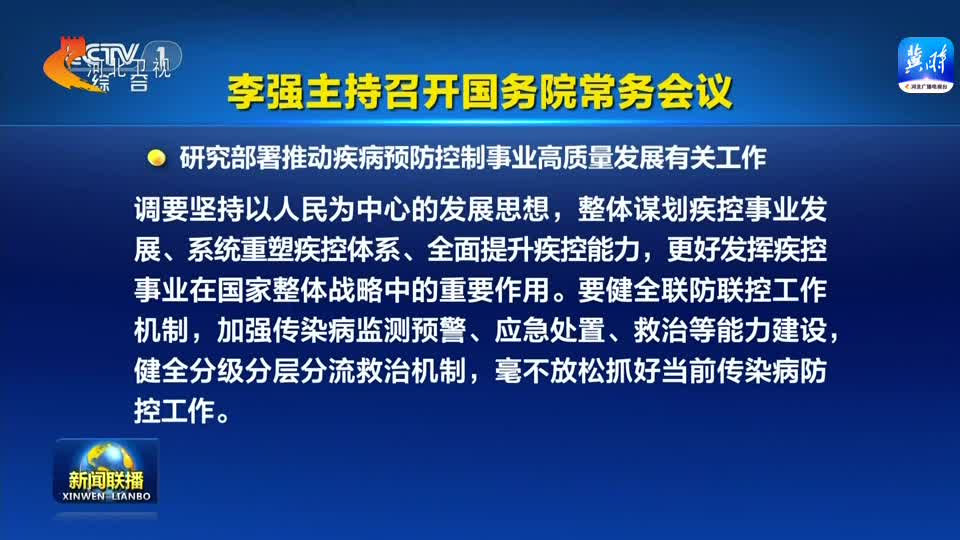 CCTV 1
综合
河北卫视
冀时
河北广播电视台
李强主持召开国务院常务会议
研究部署推动疾病预防控制事业高质量发展有关工作
调要坚持以人民为中心的发展思想，整体谋划疾控事业发
展、系统重塑疾控体系、全面提升疾控能力，更好发挥疾控
事业在国家整体战略中的重要作用。要健全联防联控工作
机制，加强传染病监测预警、应急处置、救治等能力建设，
健全分级分层分流救治机制，毫不放松抓好当前传染病防
控工作。
新闻联播
XINWEN LIANBO